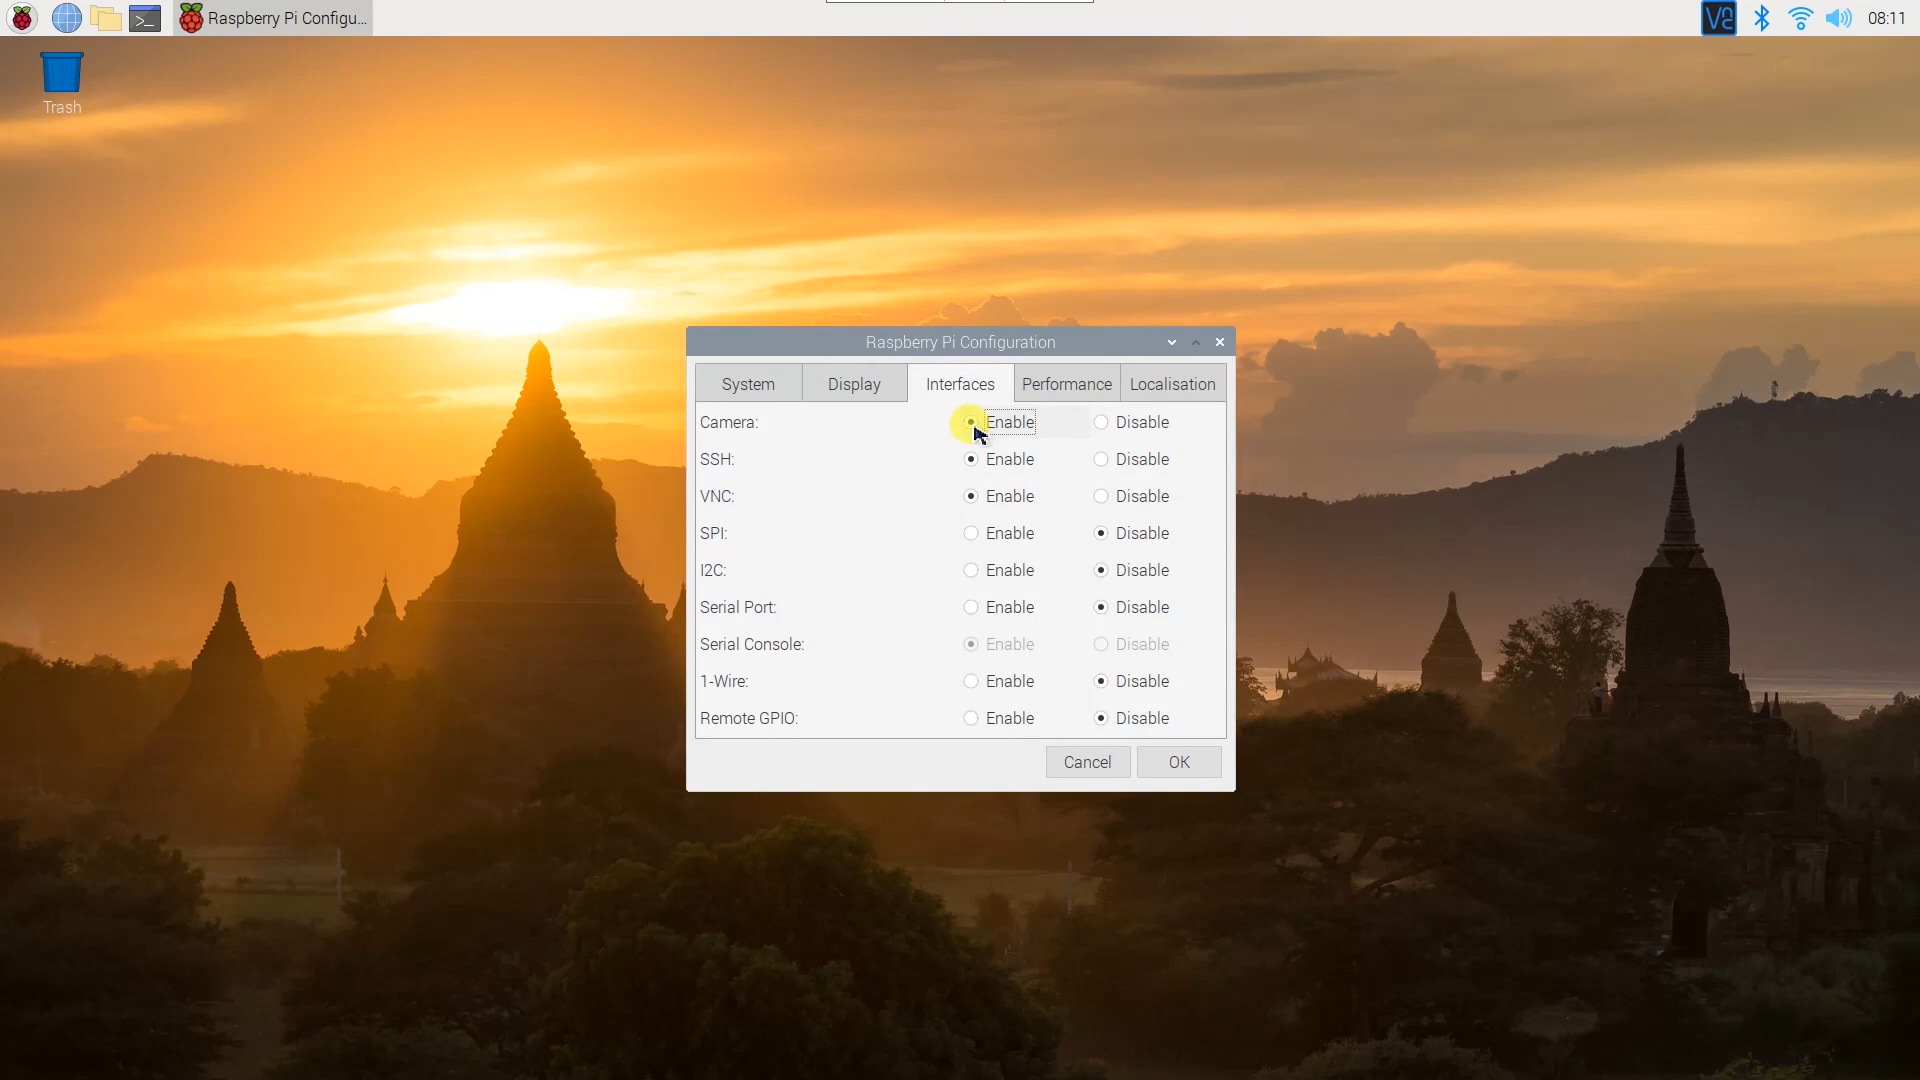 Raspberry Pi Configu...
08:11
Trash
Raspberry Pi Configuration
System Display Interfaces Performance Localisation
Camera: Enable Disable
SSH: Enable Disable
VNC: Enable Disable
SPI: Enable Disable
I2C: Enable Disable
Serial Port: Enable Disable
Serial Console: Enable Disable
1-Wire: Enable Disable
Remote GPIO: Enable Disable
Cancel OK